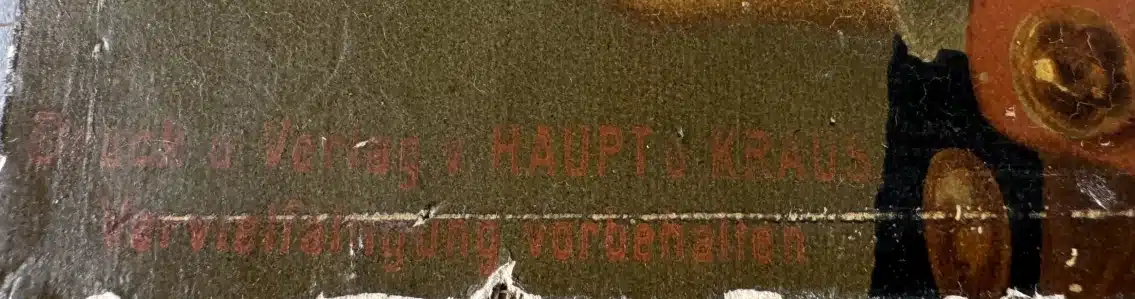 Druck u Verlag v HAUPT u KRAUS
Vervielfältigung vorbehalten